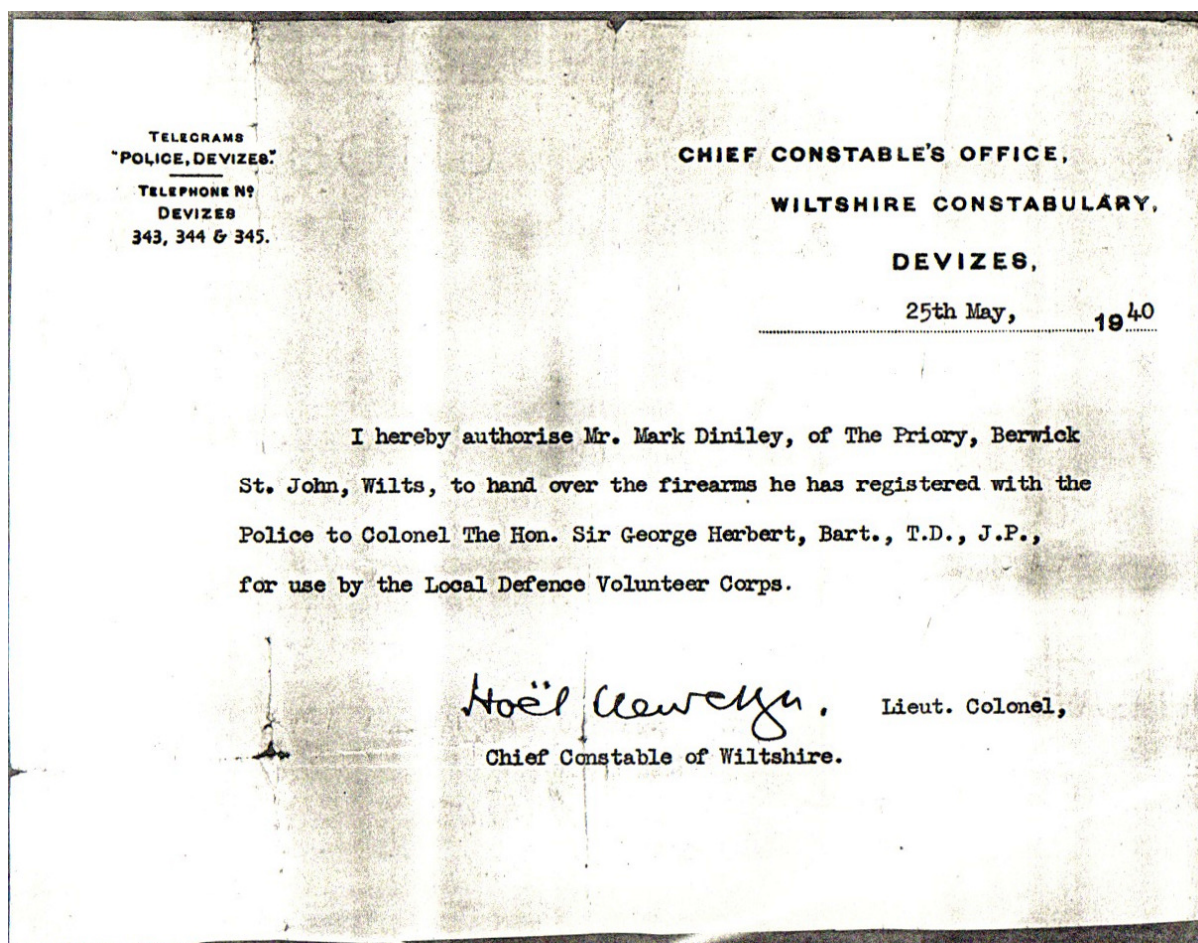 TELEGRAMS
"POLICE, DEVIZES."
TELEPHONE Nº
DEVIZES
343, 344 & 345.
CHIEF CONSTABLE'S OFFICE,
WILTSHIRE CONSTABULARY,
DEVIZES,
25th May, 1940
I hereby authorise Mr. Mark Diniley, of The Priory, Berwick
St. John, Wilts, to hand over the firearms he has registered with the
Police to Colonel The Hon. Sir George Herbert, Bart., T.D., J.P.,
for use by the Local Defence Volunteer Corps.
Hoël Llewellyn. Lieut. Colonel,
Chief Constable of Wiltshire.